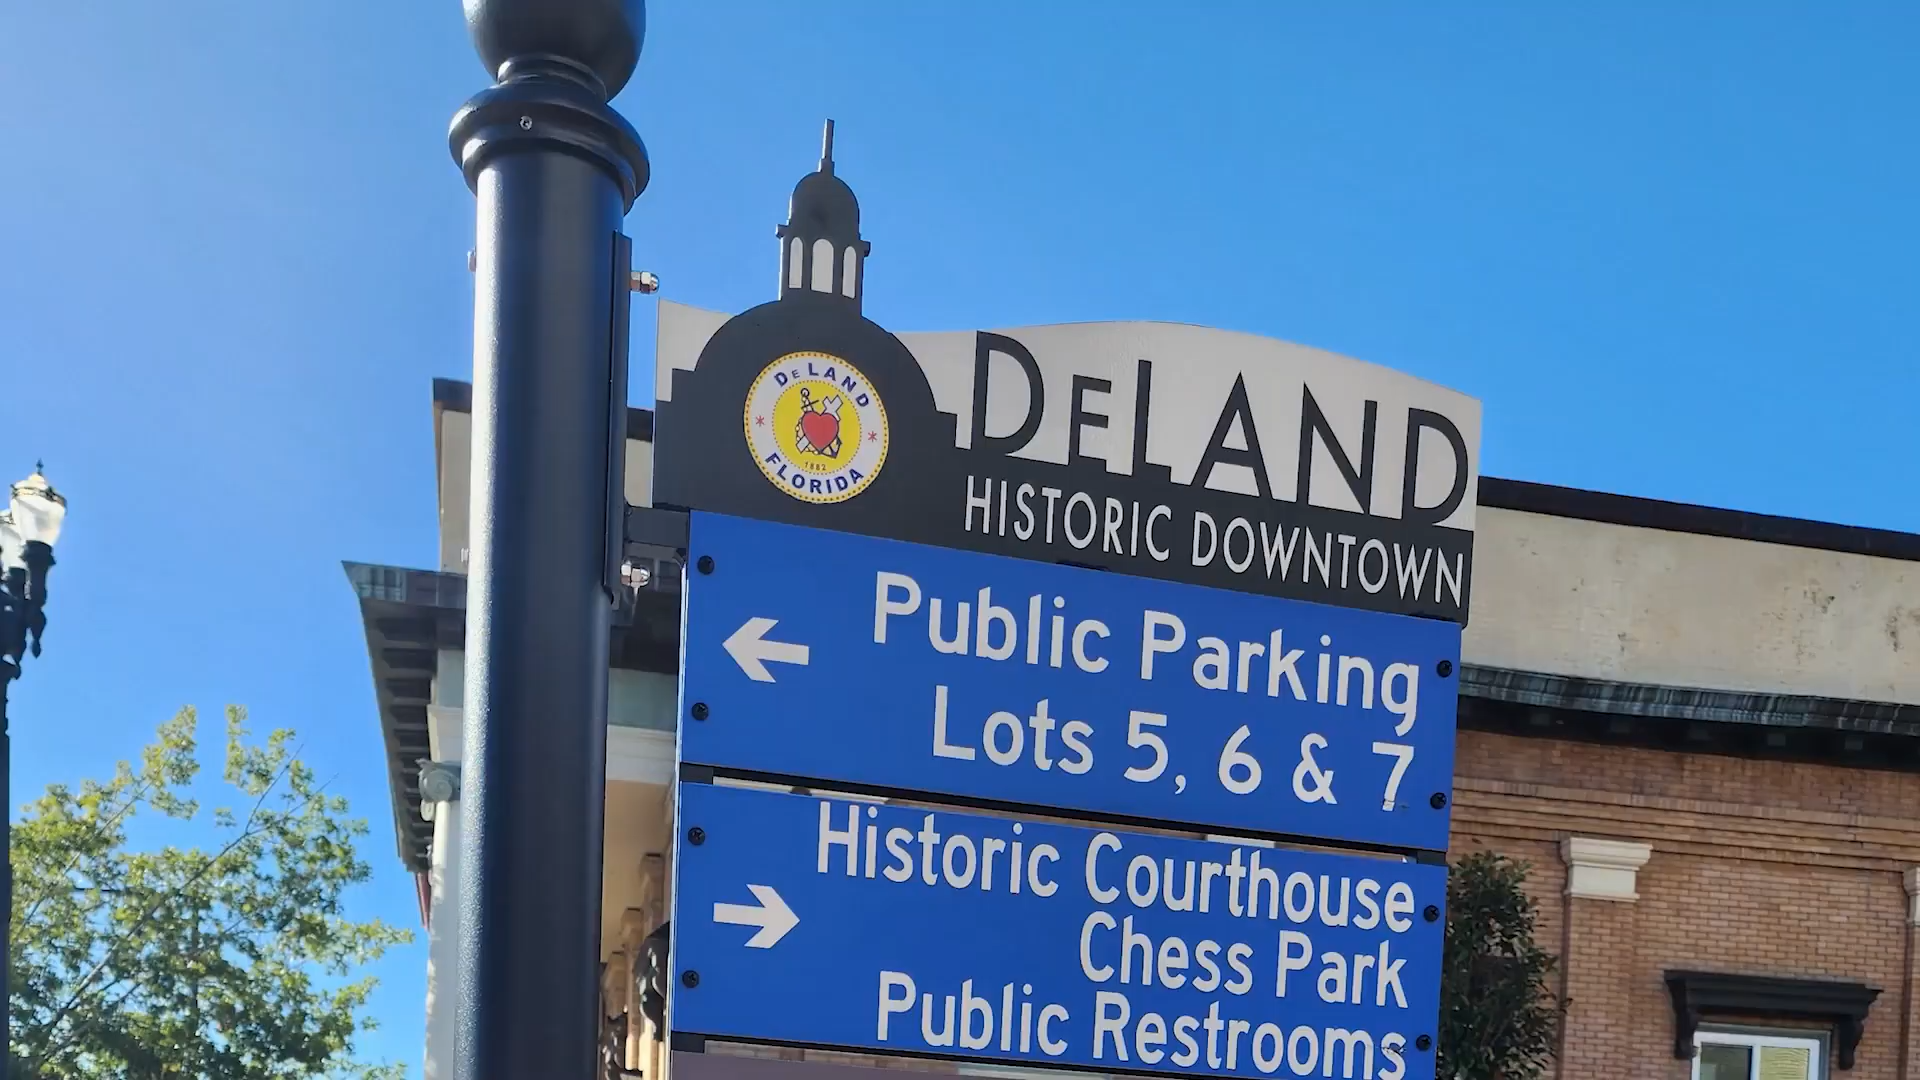 DeLAND
FLORIDA
1882
DeLAND
HISTORIC DOWNTOWN
Public Parking
Lots 5, 6 & 7
Historic Courthouse
Chess Park
Public Restrooms